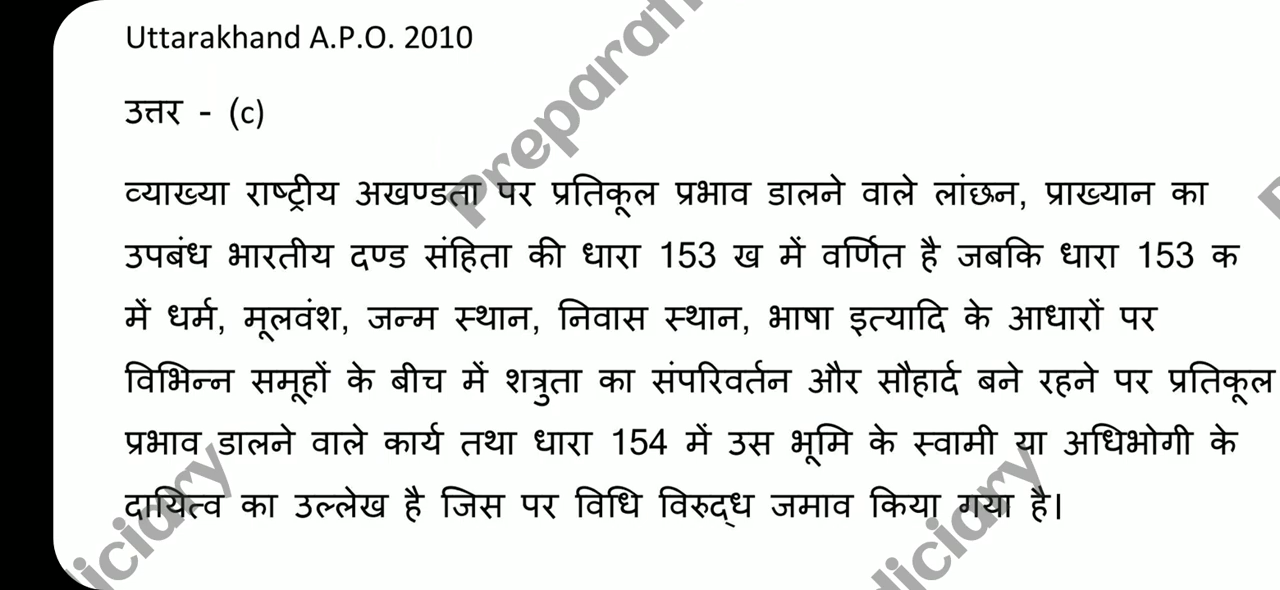 Uttarakhand A.P.O. 2010
उत्तर - (c)
व्याख्या राष्ट्रीय अखण्डता पर प्रतिकूल प्रभाव डालने वाले लांछन, प्राख्यान का
उपबंध भारतीय दण्ड संहिता की धारा 153 ख में वर्णित है जबकि धारा 153 क
में धर्म, मूलवंश, जन्म स्थान, निवास स्थान, भाषा इत्यादि के आधारों पर
विभिन्न समूहों के बीच में शत्रुता का संपरिवर्तन और सौहार्द बने रहने पर प्रतिकूल
प्रभाव डालने वाले कार्य तथा धारा 154 में उस भूमि के स्वामी या अधिभोगी के
दायित्व का उल्लेख है जिस पर विधि विरुद्ध जमाव किया गया है।